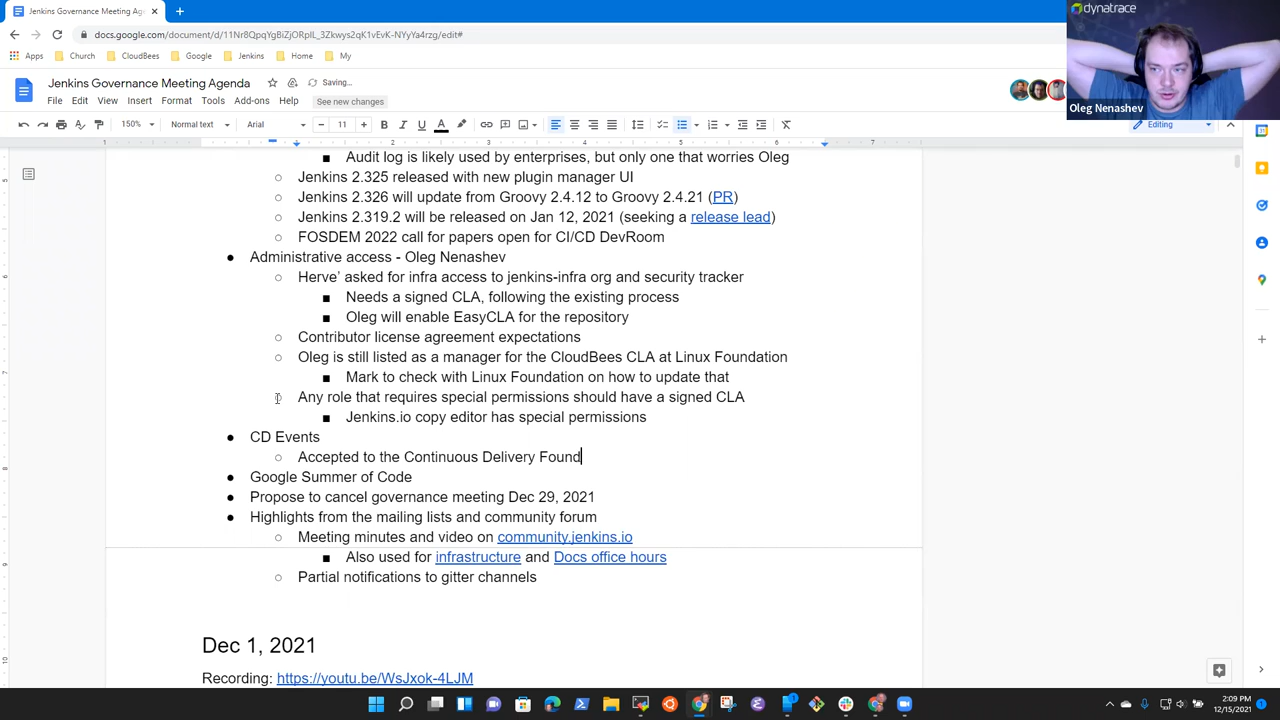 Jenkins Governance Meeting Ag
docs.google.com/document/d/11Nr8QpqYgBiZjORpIL_3Zkwys2qK1vEvK-NYyYa4rzg/edit#
Apps
Church
CloudBees
Google
Jenkins
Home
My
Jenkins Governance Meeting Agenda
Saving...
File Edit View Insert Format Tools Add-ons Help
See new changes
150%
Normal text
Arial
11
Editing
dynatrace
Oleg Nenashev
1 1 2 3 4 5 6 7
Audit log is likely used by enterprises, but only one that worries Oleg
Jenkins 2.325 released with new plugin manager UI
Jenkins 2.326 will update from Groovy 2.4.12 to Groovy 2.4.21 (PR)
Jenkins 2.319.2 will be released on Jan 12, 2021 (seeking a release lead)
FOSDEM 2022 call for papers open for CI/CD DevRoom
Administrative access - Oleg Nenashev
Herve' asked for infra access to jenkins-infra org and security tracker
Needs a signed CLA, following the existing process
Oleg will enable EasyCLA for the repository
Contributor license agreement expectations
Oleg is still listed as a manager for the CloudBees CLA at Linux Foundation
Mark to check with Linux Foundation on how to update that
Any role that requires special permissions should have a signed CLA
Jenkins.io copy editor has special permissions
CD Events
Accepted to the Continuous Delivery Found
Google Summer of Code
Propose to cancel governance meeting Dec 29, 2021
Highlights from the mailing lists and community forum
Meeting minutes and video on community.jenkins.io
Also used for infrastructure and Docs office hours
Partial notifications to gitter channels
Dec 1, 2021
Recording: https://youtu.be/WsJxok-4LJM
2:09 PM
12/15/2021